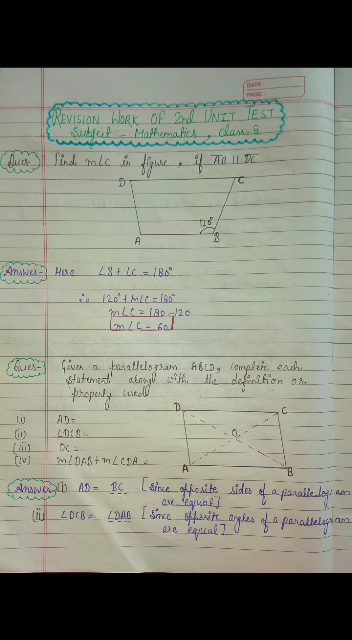 DATE:
PAGE:
REVISION WORK OF 2nd UNIT TEST
Subject - Mathematics, class-8
Ques- Find m∠C in figure, if AB || DC
D C
120°
A B
Answer- Here ∠B + ∠C = 180°
∴ 120° + m∠C = 180°
m∠C = 180 - 120
m∠C = 60
Ques- Given a parallelogram ABCD, complete each
statement along with the definition or
property used
(i) AD =
(ii) ∠DCB =
(iii) OC =
(iv) m∠DAB + m∠CDA =
D C
O
A B
Answer (i) AD = BC [Since opposite sides of a parallelogram
are equal]
(ii) ∠DCB = ∠DAB [Since opposite angles of a parallelogram
are equal]